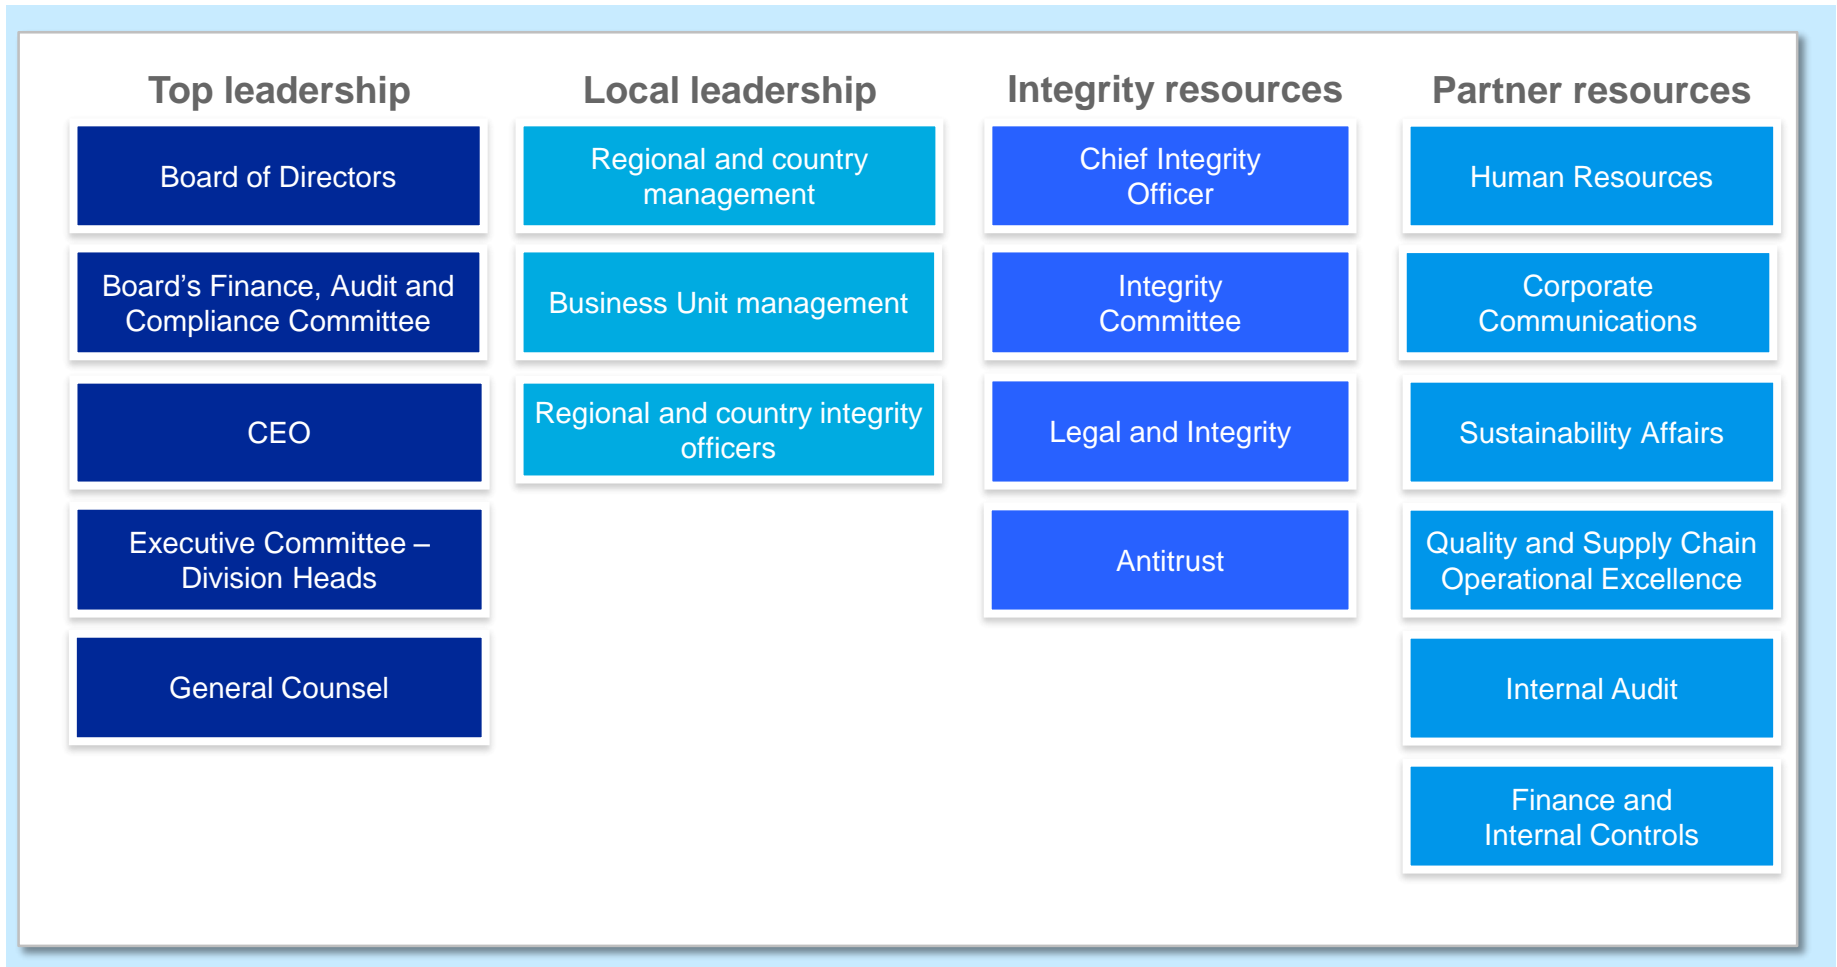 Top leadership
Board of Directors
Board’s Finance, Audit and
Compliance Committee
CEO
Executive Committee –
Division Heads
General Counsel
Local leadership
Regional and country
management
Business Unit management
Regional and country integrity
officers
Integrity resources
Chief Integrity
Officer
Integrity
Committee
Legal and Integrity
Antitrust
Partner resources
Human Resources
Corporate
Communications
Sustainability Affairs
Quality and Supply Chain
Operational Excellence
Internal Audit
Finance and
Internal Controls